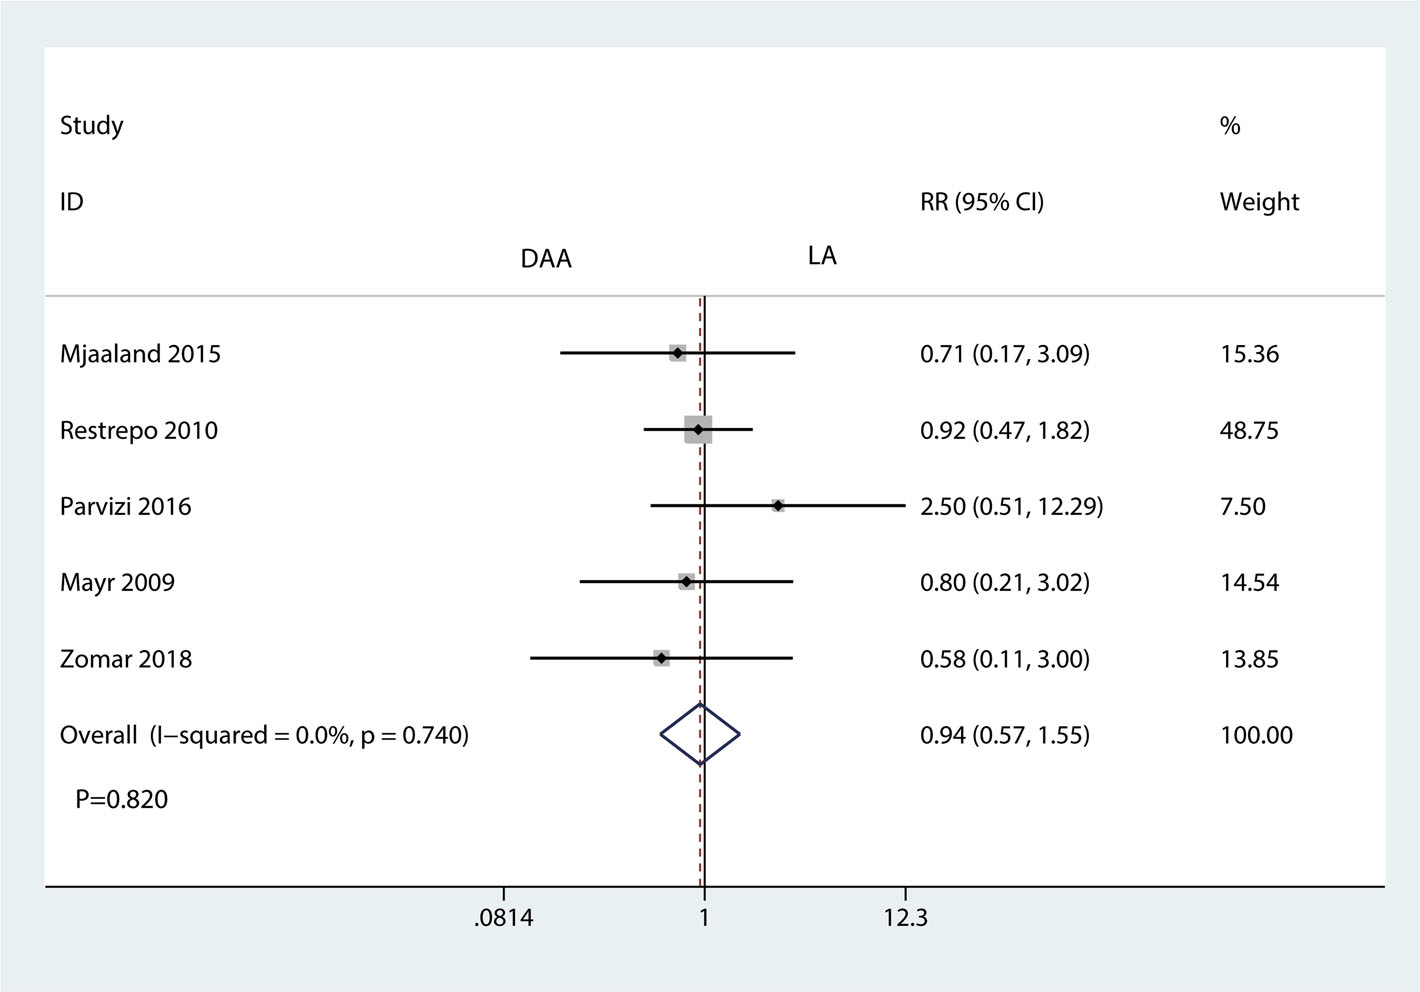 Study %
ID RR (95% CI) Weight
DAA LA
Mjaaland 2015 0.71 (0.17, 3.09) 15.36
Restrepo 2010 0.92 (0.47, 1.82) 48.75
Parvizi 2016 2.50 (0.51, 12.29) 7.50
Mayr 2009 0.80 (0.21, 3.02) 14.54
Zomar 2018 0.58 (0.11, 3.00) 13.85
Overall (I−squared = 0.0%, p = 0.740) 0.94 (0.57, 1.55) 100.00
P=0.820
.0814 1 12.3